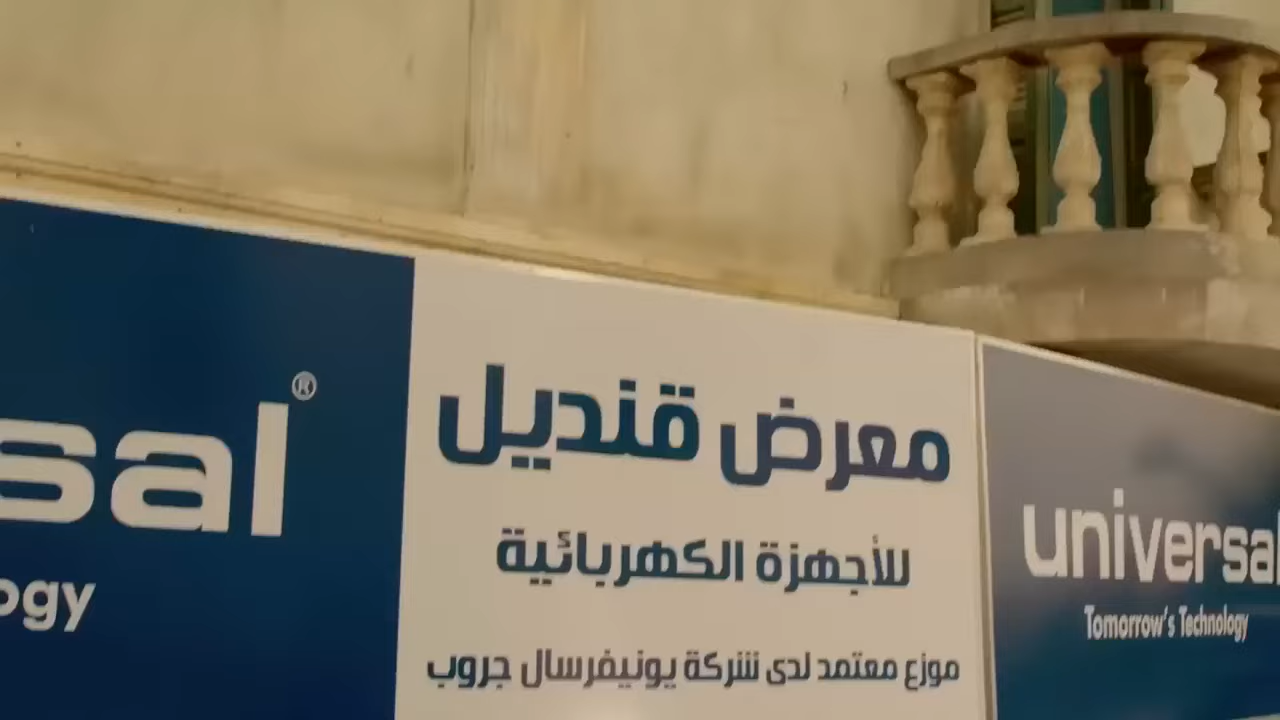 sal®
ogy
معرض قنديل
للأجهزة الكهربائية
موزع معتمد لدى شركة يونيفرسال جروب
universal
Tomorrow's Technology